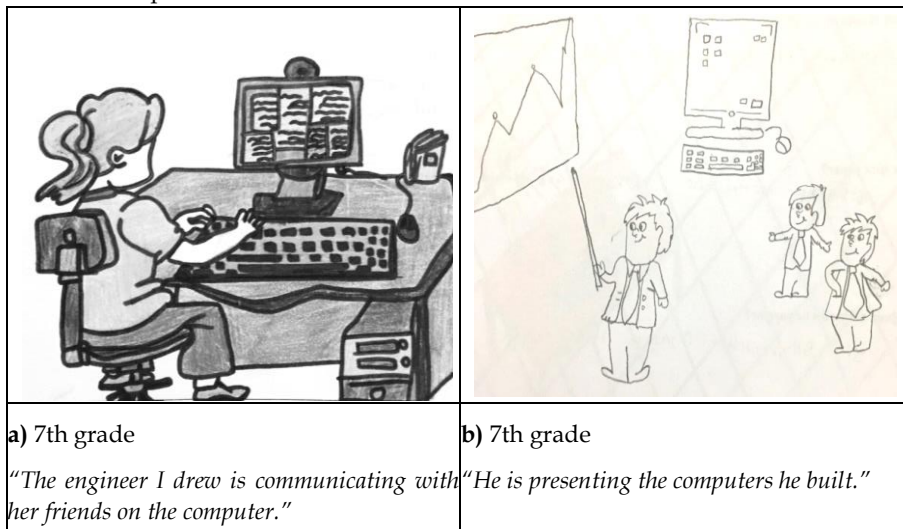 a) 7th grade
"The engineer I drew is communicating with
her friends on the computer."
b) 7th grade
"He is presenting the computers he built."